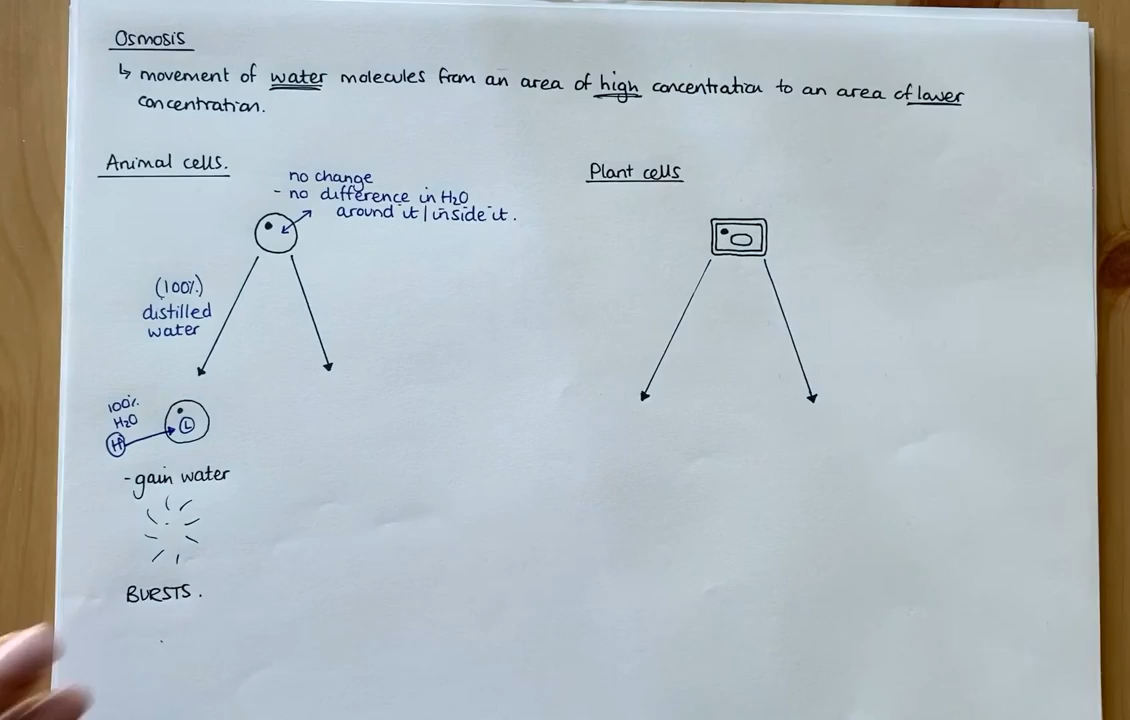 Osmosis
↳ movement of water molecules from an area of high concentration to an area of lower
concentration.
Animal cells.
no change
- no difference in H2O
around it / inside it.
Plant cells
(100%)
distilled
water
100%
H2O
H
L
- gain water
BURSTS.